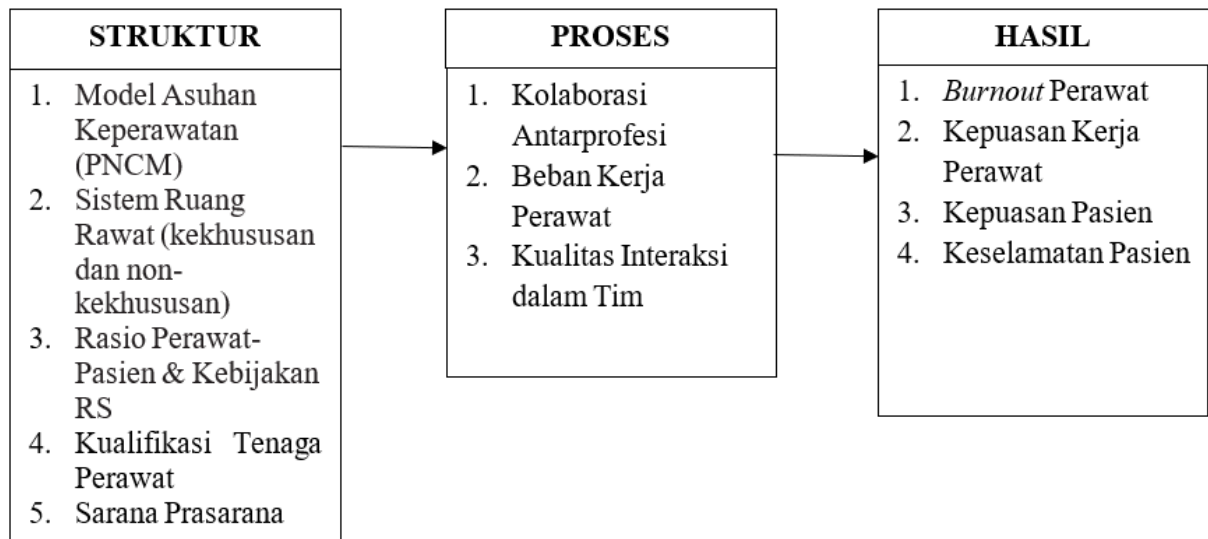 STRUKTUR
1. Model Asuhan
Keperawatan
(PNCM)
2. Sistem Ruang
Rawat (kekhususan
dan non-
kekhususan)
3. Rasio Perawat-
Pasien & Kebijakan
RS
4. Kualifikasi Tenaga
Perawat
5. Sarana Prasarana
PROSES
1. Kolaborasi
Antarprofesi
2. Beban Kerja
Perawat
3. Kualitas Interaksi
dalam Tim
HASIL
1. Burnout Perawat
2. Kepuasan Kerja
Perawat
3. Kepuasan Pasien
4. Keselamatan Pasien